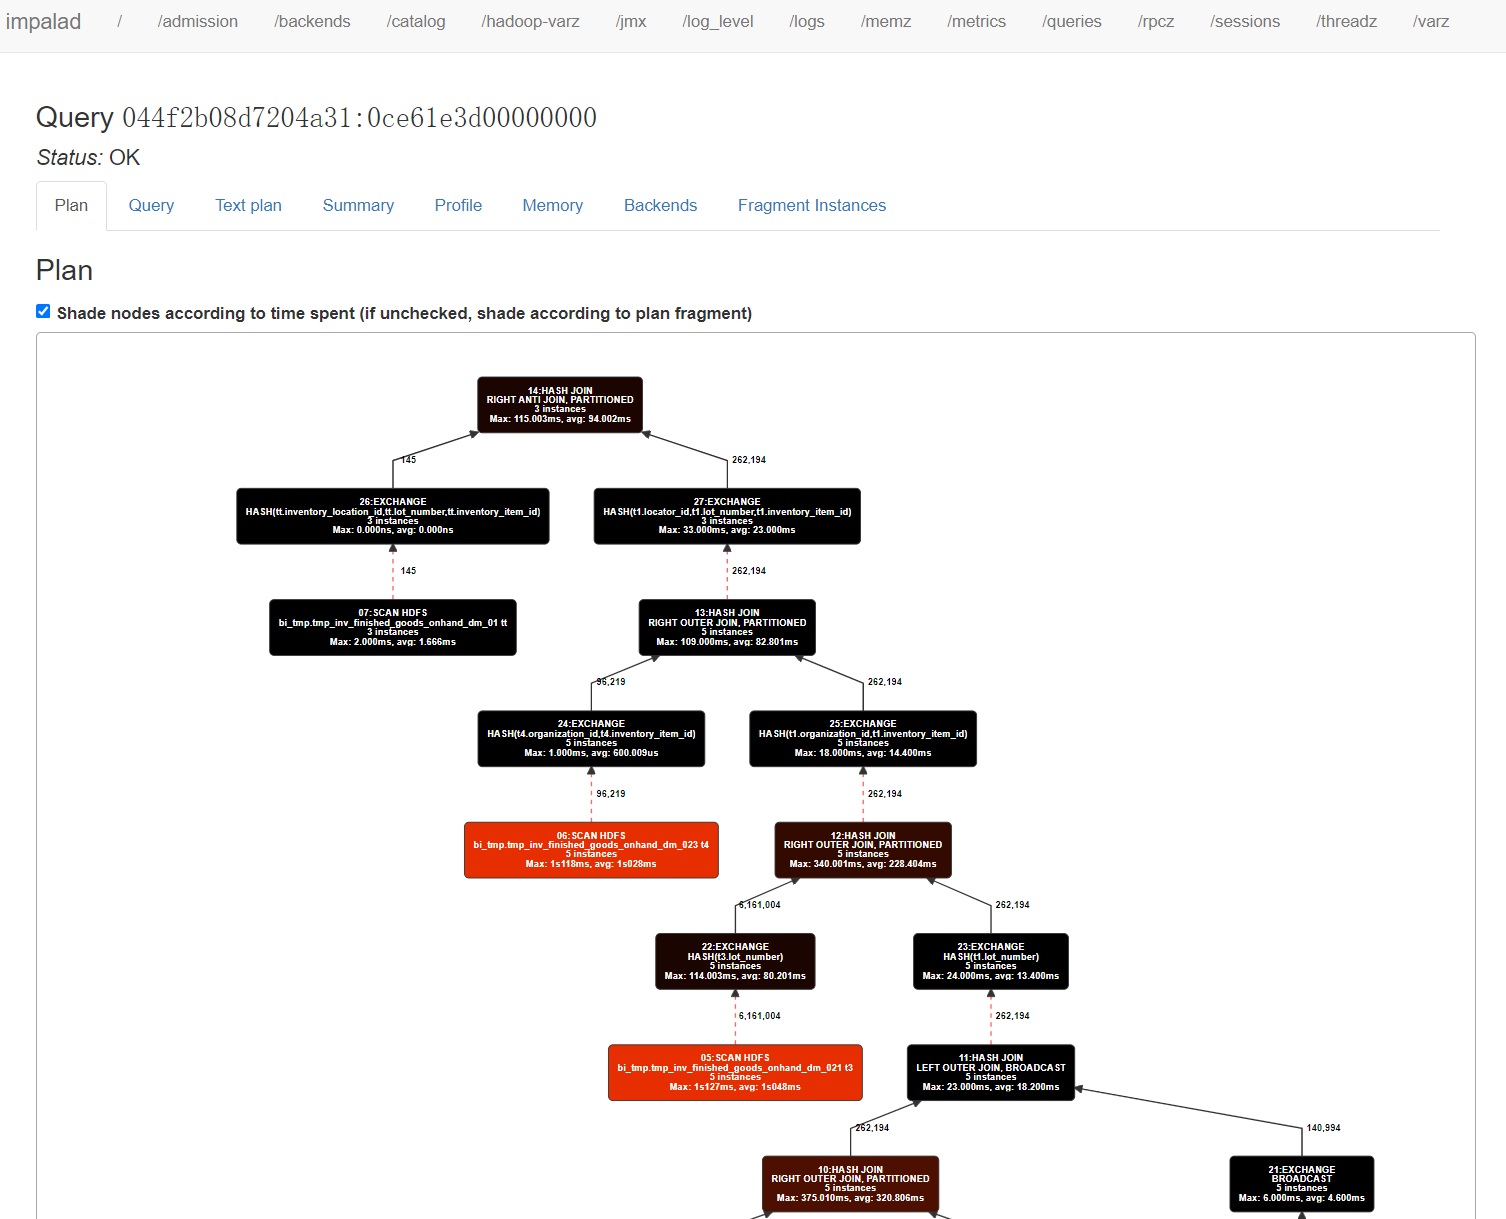 impalad / /admission /backends /catalog /hadoop-varz /jmx /log_level /logs /memz /metrics /queries /rpcz /sessions /threadz /varz
Query 044f2b08d7204a31:0ce61e3d00000000
Status: OK
Plan Query Text plan Summary Profile Memory Backends Fragment Instances
Plan
Shade nodes according to time spent (if unchecked, shade according to plan fragment)
14:HASH JOIN
RIGHT ANTI JOIN, PARTITIONED
3 instances
Max: 115.003ms, avg: 94.002ms
145
262,194
26:EXCHANGE
HASH(tt.inventory_location_id,tt.lot_number,tt.inventory_item_id)
3 instances
Max: 0.000ns, avg: 0.000ns
27:EXCHANGE
HASH(t1.locator_id,t1.lot_number,t1.inventory_item_id)
3 instances
Max: 33.000ms, avg: 23.000ms
145
262,194
07:SCAN HDFS
bi_tmp.tmp_inv_finished_goods_onhand_dm_01 tt
3 instances
Max: 2.000ms, avg: 1.666ms
13:HASH JOIN
RIGHT OUTER JOIN, PARTITIONED
5 instances
Max: 109.000ms, avg: 82.801ms
96,219
262,194
24:EXCHANGE
HASH(t4.organization_id,t4.inventory_item_id)
5 instances
Max: 1.000ms, avg: 600.009us
25:EXCHANGE
HASH(t1.organization_id,t1.inventory_item_id)
5 instances
Max: 18.000ms, avg: 14.400ms
96,219
262,194
06:SCAN HDFS
bi_tmp.tmp_inv_finished_goods_onhand_dm_023 t4
5 instances
Max: 1s118ms, avg: 1s028ms
12:HASH JOIN
RIGHT OUTER JOIN, PARTITIONED
5 instances
Max: 340.001ms, avg: 228.404ms
6,161,004
262,194
22:EXCHANGE
HASH(t3.lot_number)
5 instances
Max: 114.003ms, avg: 80.201ms
23:EXCHANGE
HASH(t1.lot_number)
5 instances
Max: 24.000ms, avg: 13.400ms
6,161,004
262,194
05:SCAN HDFS
bi_tmp.tmp_inv_finished_goods_onhand_dm_021 t3
5 instances
Max: 1s127ms, avg: 1s048ms
11:HASH JOIN
LEFT OUTER JOIN, BROADCAST
5 instances
Max: 23.000ms, avg: 18.200ms
262,194
140,994
10:HASH JOIN
RIGHT OUTER JOIN, PARTITIONED
5 instances
Max: 375.010ms, avg: 320.806ms
21:EXCHANGE
BROADCAST
5 instances
Max: 6.000ms, avg: 4.600ms